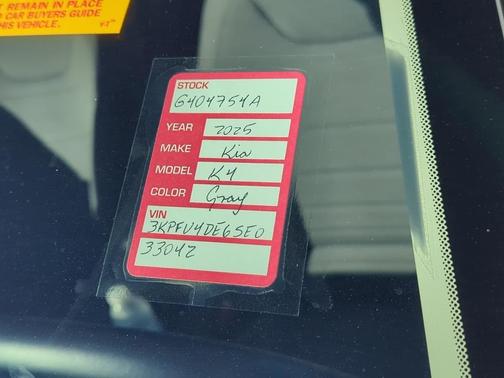 T REMAIN IN PLACE
CAR BUYERS GUIDE
HIS VEHICLE.
STOCK
G404754A
YEAR 2025
MAKE Kia
MODEL K4
COLOR Gray
VIN
3KPFU4DE6SE0
33042